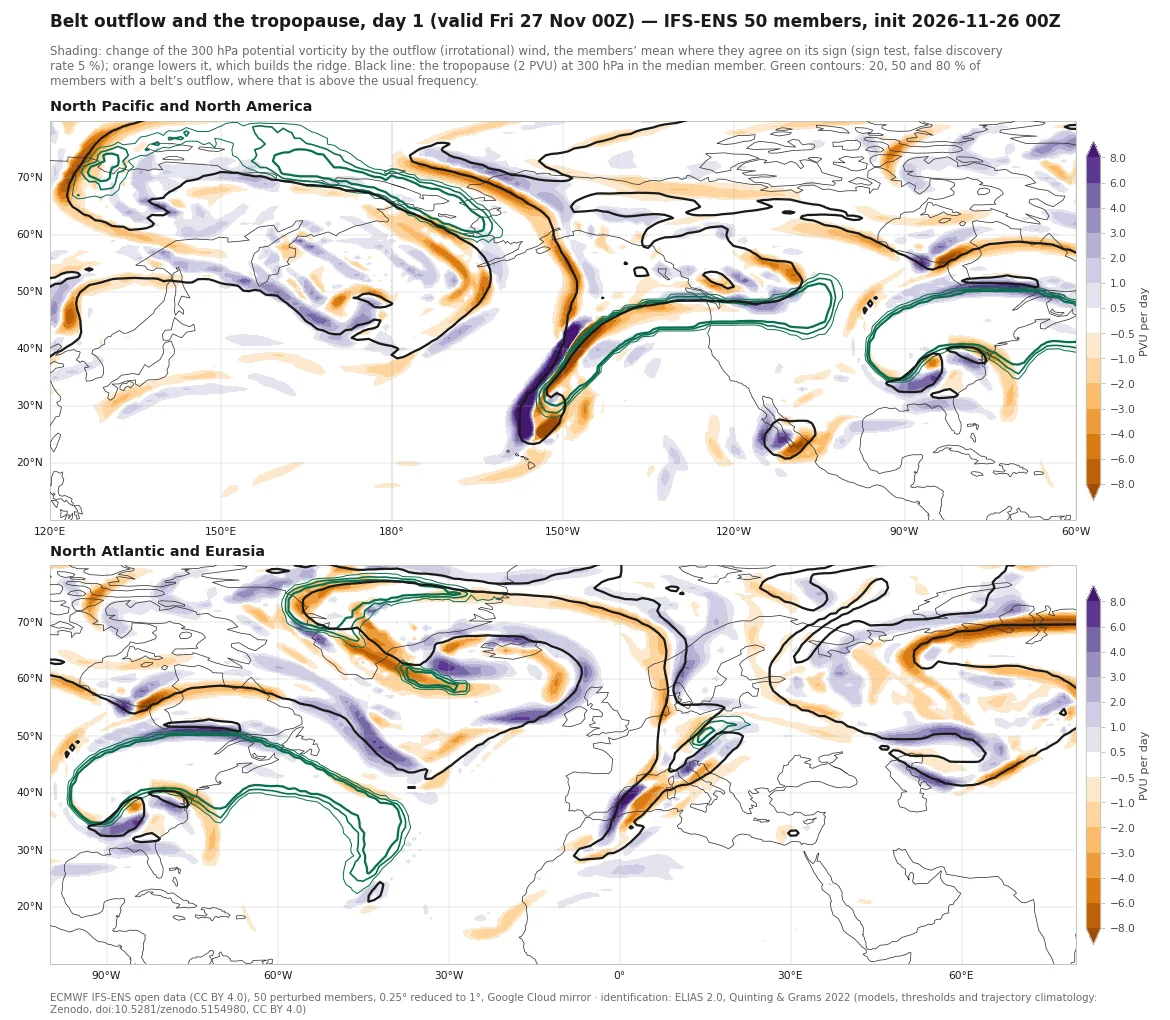 Belt outflow and the tropopause, day 1 (valid Fri 27 Nov 00Z) — IFS-ENS 50 members, init 2026-11-26 00Z
Shading: change of the 300 hPa potential vorticity by the outflow (irrotational) wind, the members’ mean where they agree on its sign (sign test, false discovery
rate 5 %); orange lowers it, which builds the ridge. Black line: the tropopause (2 PVU) at 300 hPa in the median member. Green contours: 20, 50 and 80 % of
members with a belt’s outflow, where that is above the usual frequency.
North Pacific and North America
70°N
60°N
50°N
40°N
30°N
20°N
120°E 150°E 180° 150°W 120°W 90°W 60°W
8.0
6.0
4.0
3.0
2.0
1.0
0.5
−0.5
−1.0
−2.0
−3.0
−4.0
−6.0
−8.0
PVU per day
North Atlantic and Eurasia
70°N
60°N
50°N
40°N
30°N
20°N
90°W 60°W 30°W 0° 30°E 60°E
8.0
6.0
4.0
3.0
2.0
1.0
0.5
−0.5
−1.0
−2.0
−3.0
−4.0
−6.0
−8.0
PVU per day
ECMWF IFS-ENS open data (CC BY 4.0), 50 perturbed members, 0.25° reduced to 1°, Google Cloud mirror · identification: ELIAS 2.0, Quinting & Grams 2022 (models, thresholds and trajectory climatology:
Zenodo, doi:10.5281/zenodo.5154980, CC BY 4.0)